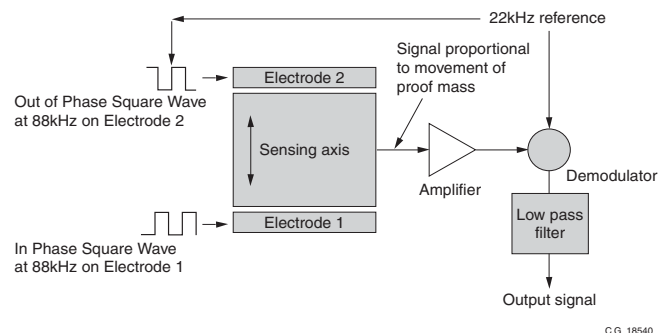 22kHz reference
Signal proportional
to movement of
proof mass
Electrode 2
Out of Phase Square Wave
at 88kHz on Electrode 2
Sensing axis
Amplifier
Demodulator
Electrode 1
Low pass
filter
In Phase Square Wave
at 88kHz on Electrode 1
Output signal
C.G. 18540